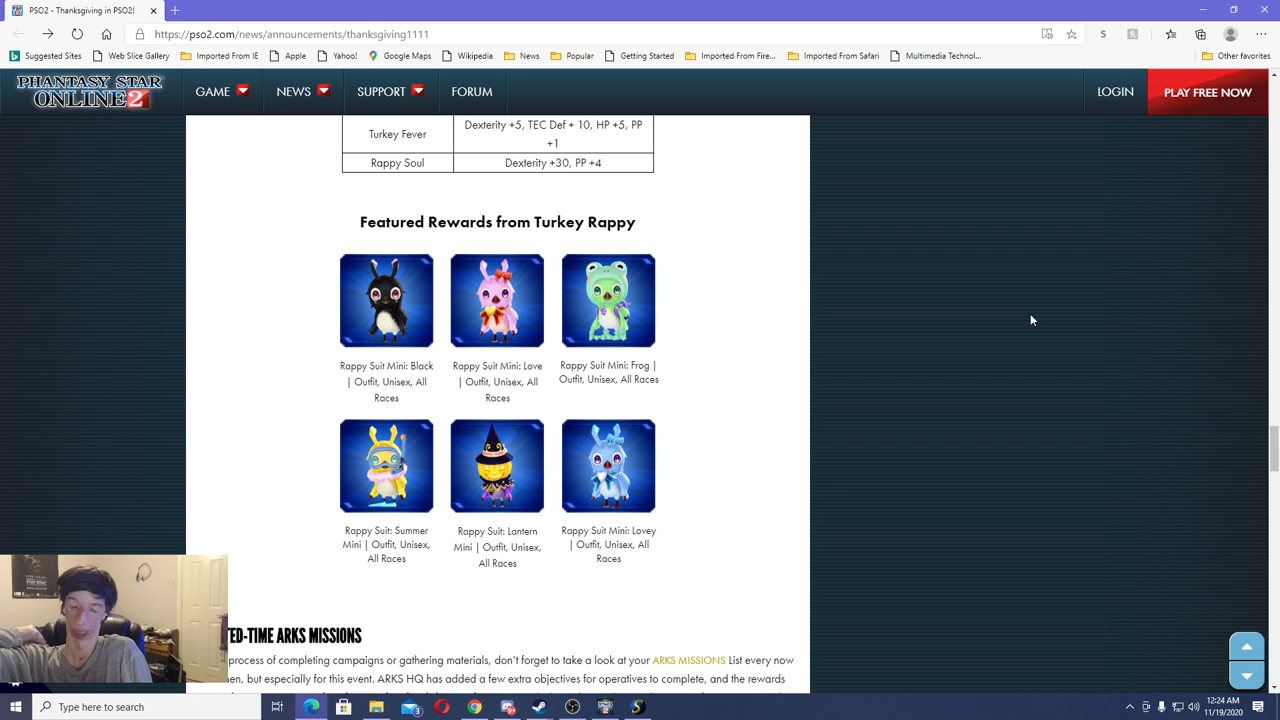 PSO2 - Thanksgiving in PSO2!
https://pso2.com/news/announcements/thanksgiving1111
Suggested Sites
Web Slice Gallery
Imported From IE
Apple
Yahoo!
Google Maps
Wikipedia
News
Popular
Getting Started
Imported From Fire...
Imported From Safari
Multimedia Technol...
Other favorites
PHANTASY STAR
ONLINE 2
GAME
NEWS
SUPPORT
FORUM
LOGIN
PLAY FREE NOW
Turkey Fever
Dexterity +5, TEC Def + 10, HP +5, PP
+1
Rappy Soul
Dexterity +30, PP +4
Featured Rewards from Turkey Rappy
Rappy Suit Mini: Black
| Outfit, Unisex, All
Races
Rappy Suit Mini: Love
| Outfit, Unisex, All
Races
Rappy Suit Mini: Frog |
Outfit, Unisex, All Races
Rappy Suit: Summer
Mini | Outfit, Unisex,
All Races
Rappy Suit: Lantern
Mini | Outfit, Unisex,
All Races
Rappy Suit Mini: Lovey
| Outfit, Unisex, All
Races
TED-TIME ARKS MISSIONS
process of completing campaigns or gathering materials, don't forget to take a look at your ARKS MISSIONS List every now
en, but especially for this event. ARKS HQ has added a few extra objectives for operatives to complete, and the rewards
Type here to search
12:24 AM
11/19/2020